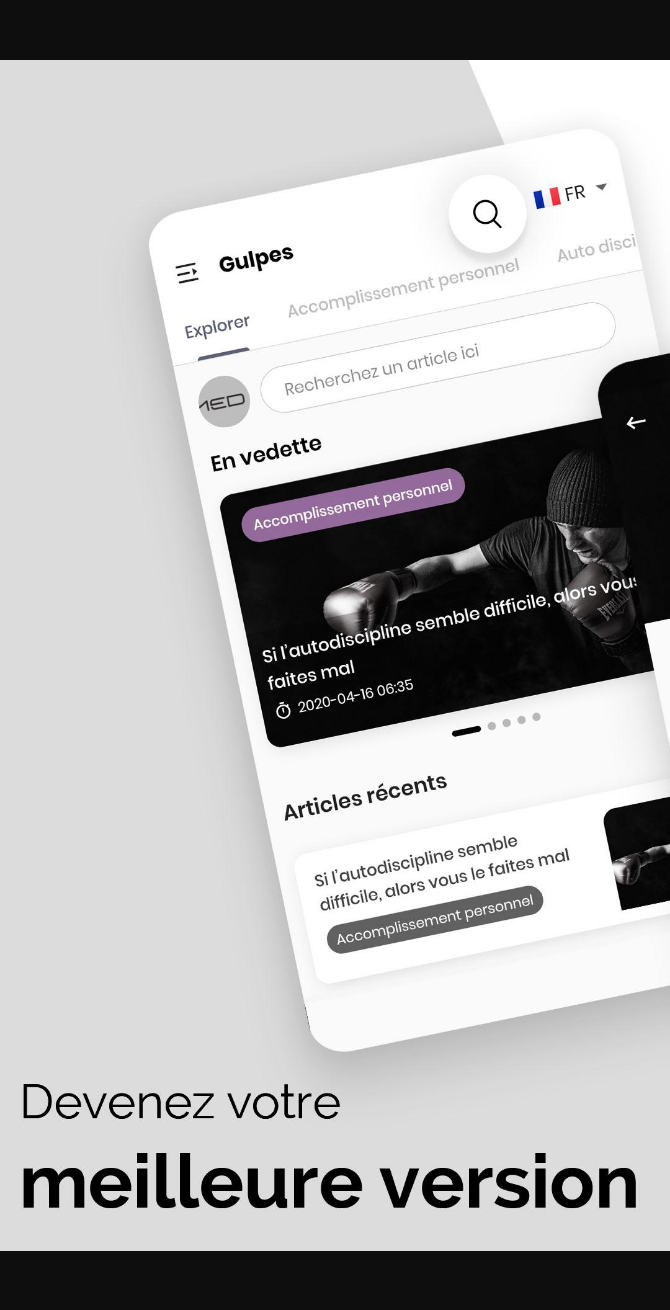 Gulpes
FR
Explorer
Accomplissement personnel
Auto disci
MED
Recherchez un article ici
En vedette
Accomplissement personnel
EVERLAST
Si l'autodiscipline semble difficile, alors vous
faites mal
2020-04-16 06:35
Articles récents
Si l'autodiscipline semble
difficile, alors vous le faites mal
Accomplissement personnel
Devenez votre
meilleure version